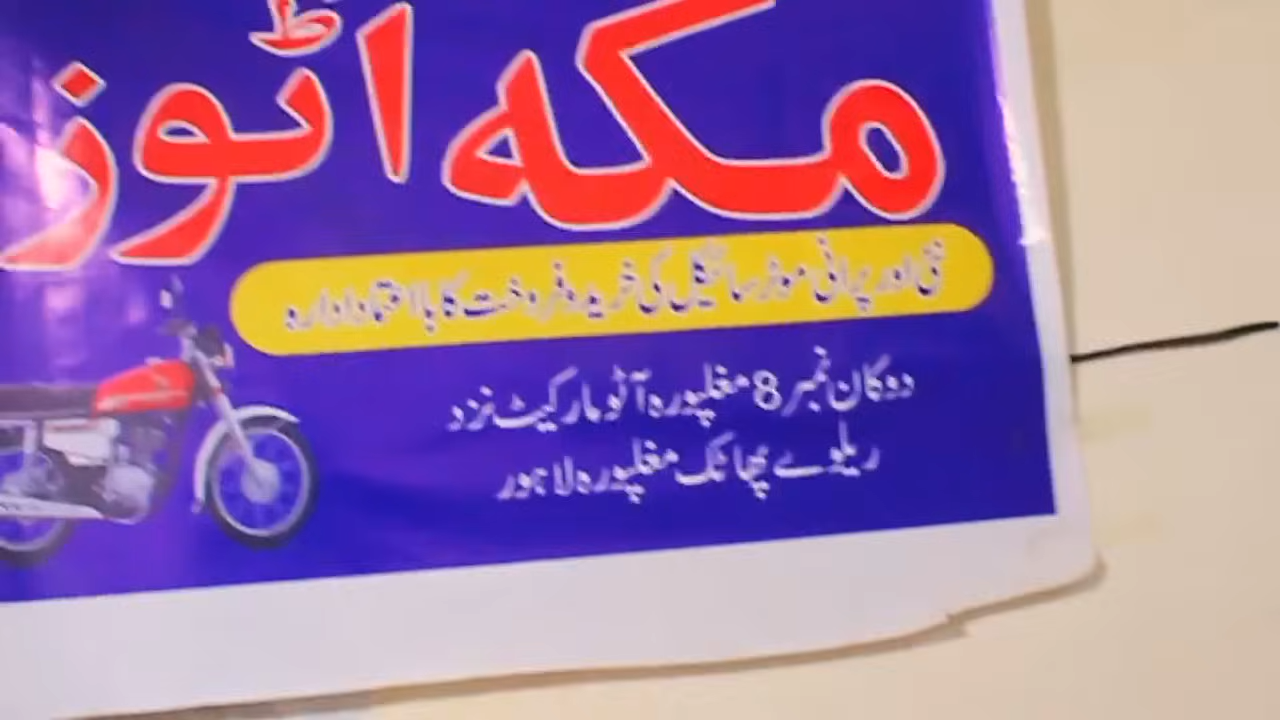 مکہ آٹوز
نئی اور پرانی موٹر سائیکل کی خرید و فروخت کا با اعتماد ادارہ
دوکان نمبر 8 مغلپورہ آٹو مارکیٹ نزد
ریلوے پھاٹک مغلپورہ لاہور